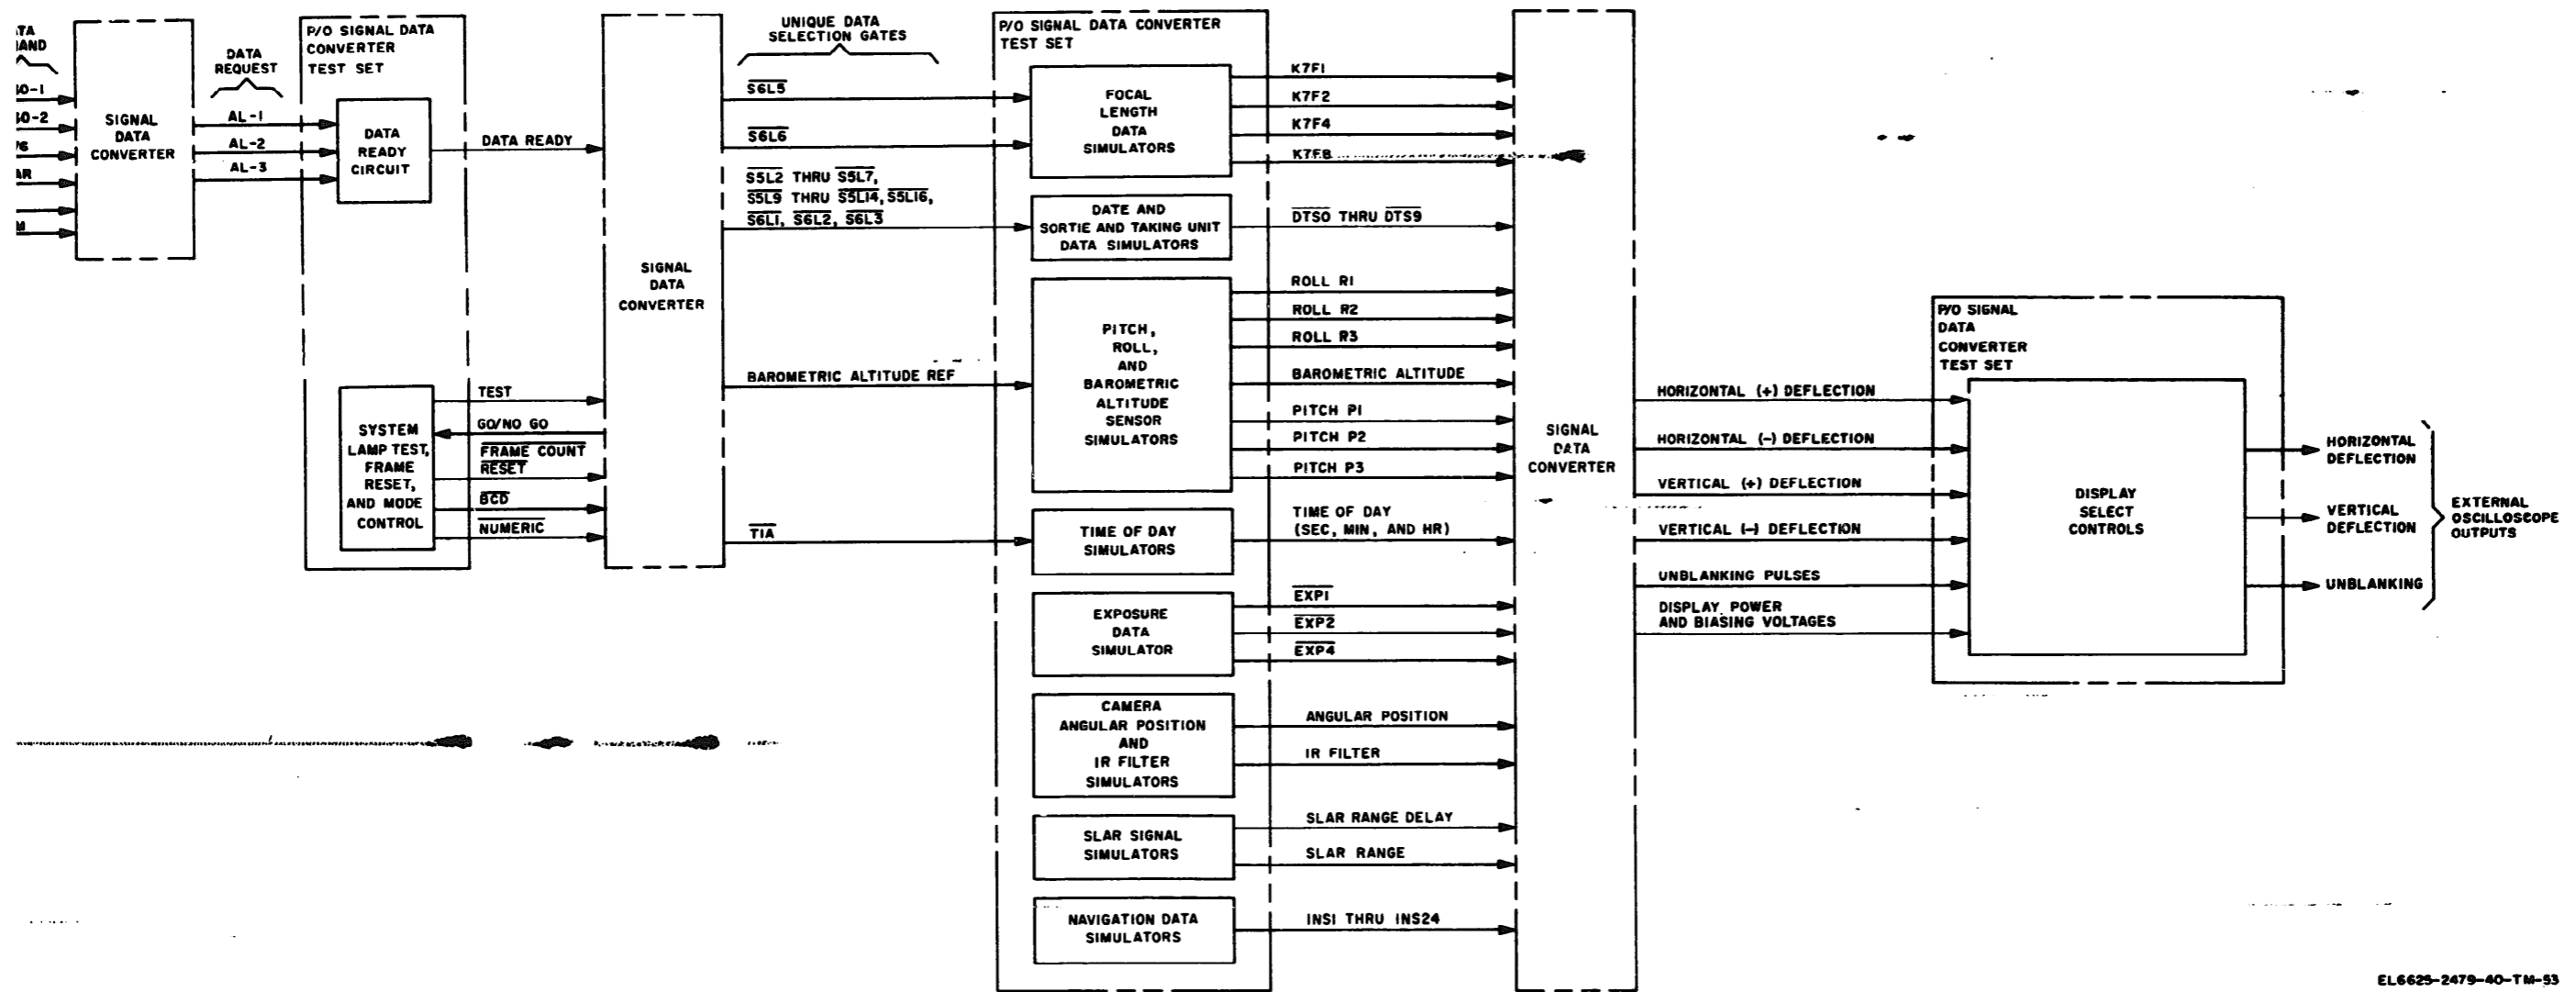 SIGNAL
DATA
CONVERTER
DATA
REQUEST
AL-1
AL-2
AL-3
P/O SIGNAL DATA
CONVERTER
TEST SET
DATA
READY
CIRCUIT
DATA READY
SYSTEM
LAMP TEST,
FRAME
RESET,
AND MODE
CONTROL
TEST
GO/NO GO
FRAME COUNT
RESET
BCD
NUMERIC
SIGNAL
DATA
CONVERTER
UNIQUE DATA
SELECTION GATES
S6L5
S6L6
S5L2 THRU S5L7,
S5L9 THRU S5L14, S5L16,
S6L1, S6L2, S6L3
BAROMETRIC ALTITUDE REF
TIA
P/O SIGNAL DATA CONVERTER
TEST SET
FOCAL
LENGTH
DATA
SIMULATORS
DATE AND
SORTIE AND TAKING UNIT
DATA SIMULATORS
PITCH,
ROLL,
AND
BAROMETRIC
ALTITUDE
SENSOR
SIMULATORS
TIME OF DAY
SIMULATORS
EXPOSURE
DATA
SIMULATOR
CAMERA
ANGULAR POSITION
AND
IR FILTER
SIMULATORS
SLAR SIGNAL
SIMULATORS
NAVIGATION DATA
SIMULATORS
K7F1
K7F2
K7F4
K7F8
DTS0 THRU DTS9
ROLL R1
ROLL R2
ROLL R3
BAROMETRIC ALTITUDE
PITCH P1
PITCH P2
PITCH P3
TIME OF DAY
(SEC, MIN, AND HR)
EXP1
EXP2
EXP4
ANGULAR POSITION
IR FILTER
SLAR RANGE DELAY
SLAR RANGE
INS1 THRU INS24
SIGNAL
DATA
CONVERTER
HORIZONTAL (+) DEFLECTION
HORIZONTAL (-) DEFLECTION
VERTICAL (+) DEFLECTION
VERTICAL (-) DEFLECTION
UNBLANKING PULSES
DISPLAY POWER
AND BIASING VOLTAGES
P/O SIGNAL
DATA
CONVERTER
TEST SET
DISPLAY
SELECT
CONTROLS
HORIZONTAL
DEFLECTION
VERTICAL
DEFLECTION
UNBLANKING
EXTERNAL
OSCILLOSCOPE
OUTPUTS
EL6625-2479-40-TM-53